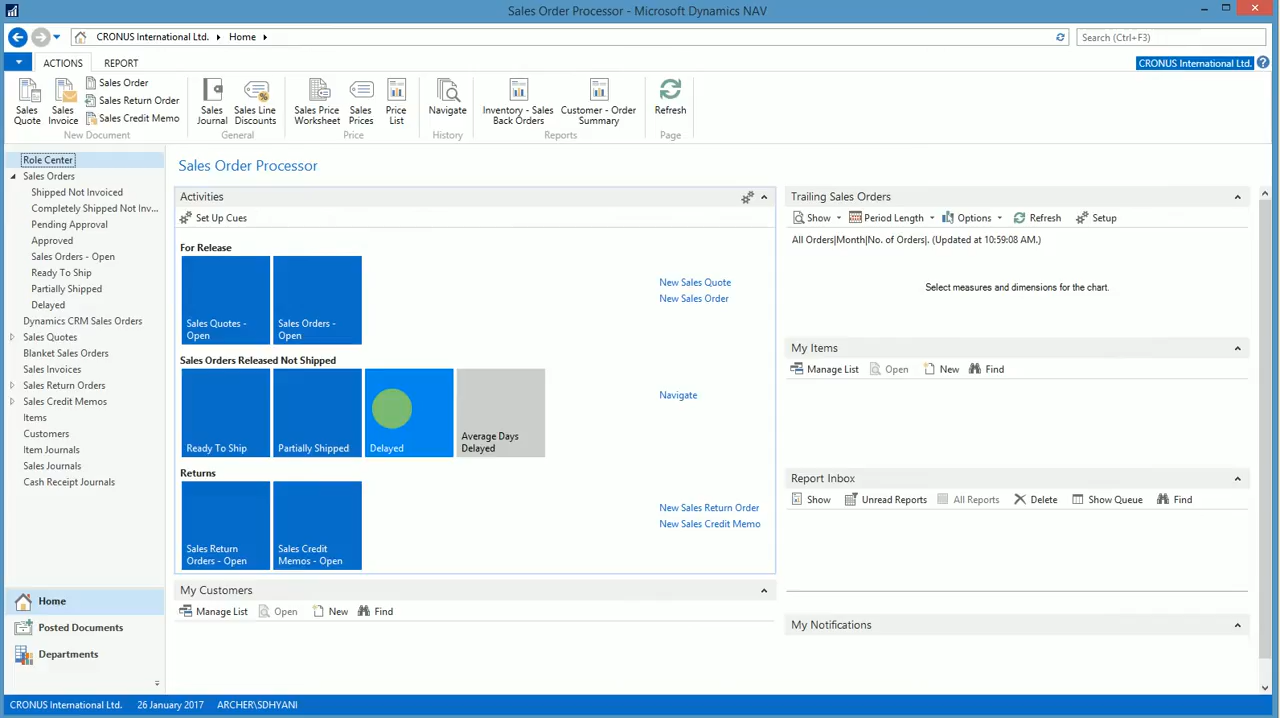 Sales Order Processor - Microsoft Dynamics NAV
CRONUS International Ltd. Home
Search (Ctrl+F3)
ACTIONS REPORT
CRONUS International Ltd.
Sales Quote
Sales Invoice
Sales Order
Sales Return Order
Sales Credit Memo
New Document
Sales Journal
Sales Line Discounts
General
Sales Price Worksheet
Sales Prices
Price List
Price
Navigate
History
Inventory - Sales Back Orders
Customer - Order Summary
Reports
Refresh
Page
Role Center
Sales Orders
Shipped Not Invoiced
Completely Shipped Not Inv...
Pending Approval
Approved
Sales Orders - Open
Ready To Ship
Partially Shipped
Delayed
Dynamics CRM Sales Orders
Sales Quotes
Blanket Sales Orders
Sales Invoices
Sales Return Orders
Sales Credit Memos
Items
Customers
Item Journals
Sales Journals
Cash Receipt Journals
Home
Posted Documents
Departments
Sales Order Processor
Activities
Set Up Cues
For Release
Sales Quotes -
Open
Sales Orders -
Open
New Sales Quote
New Sales Order
Sales Orders Released Not Shipped
Ready To Ship
Partially Shipped
Delayed
Average Days
Delayed
Navigate
Returns
Sales Return
Orders - Open
Sales Credit
Memos - Open
New Sales Return Order
New Sales Credit Memo
My Customers
Manage List Open New Find
Trailing Sales Orders
Show Period Length Options Refresh Setup
All Orders|Month|No. of Orders|. (Updated at 10:59:08 AM.)
Select measures and dimensions for the chart.
My Items
Manage List Open New Find
Report Inbox
Show Unread Reports All Reports Delete Show Queue Find
My Notifications
CRONUS International Ltd. 26 January 2017 ARCHER\SDHYANI